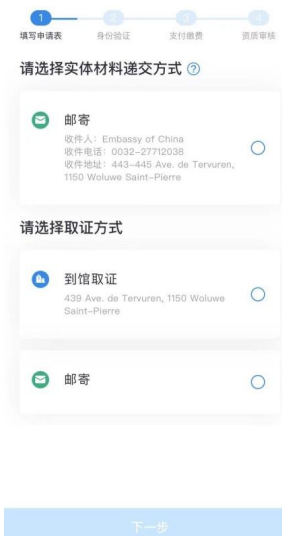 1
2
3
4
填写申请表
身份验证
支付缴费
资质审核
请选择实体材料递交方式 ?
邮寄
收件人：Embassy of China
收件电话：0032-27712038
收件地址：443-445 Ave. de Tervuren,
1150 Woluwe Saint-Pierre
请选择取证方式
到馆取证
439 Ave. de Tervuren, 1150 Woluwe
Saint-Pierre
邮寄
下一步